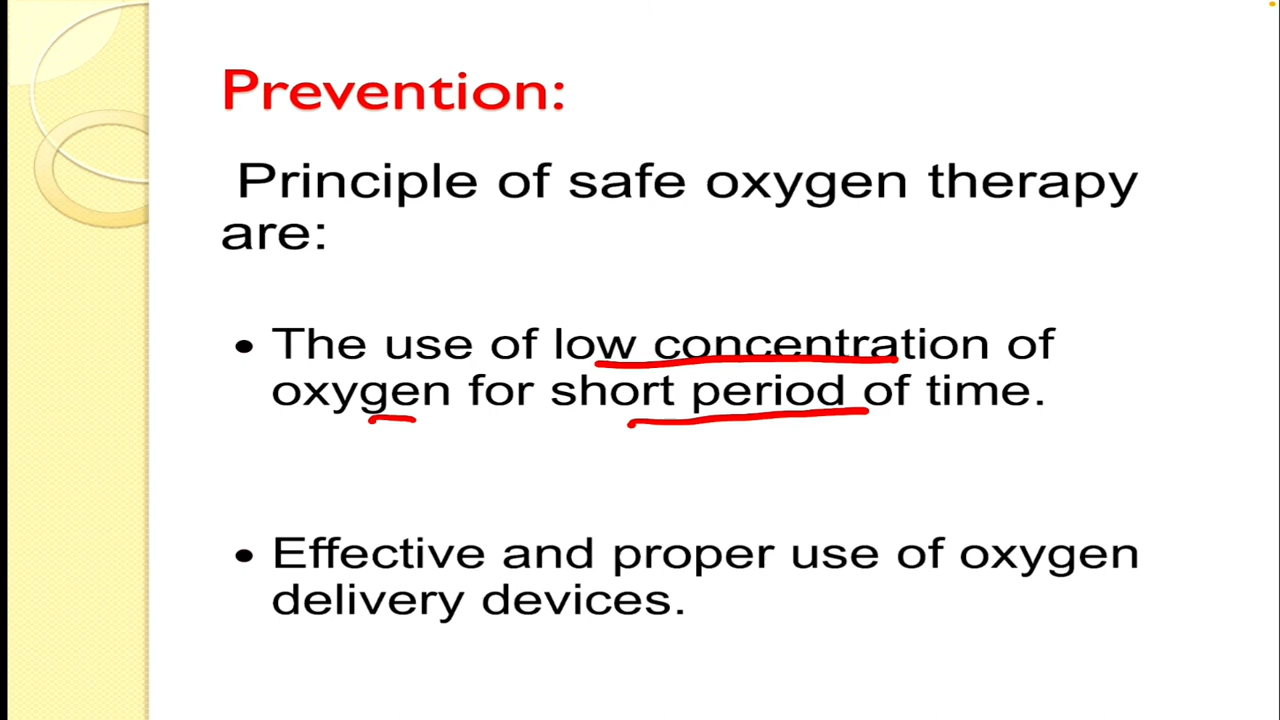 Prevention:
Principle of safe oxygen therapy
are:
• The use of low concentration of
oxygen for short period of time.
• Effective and proper use of oxygen
delivery devices.